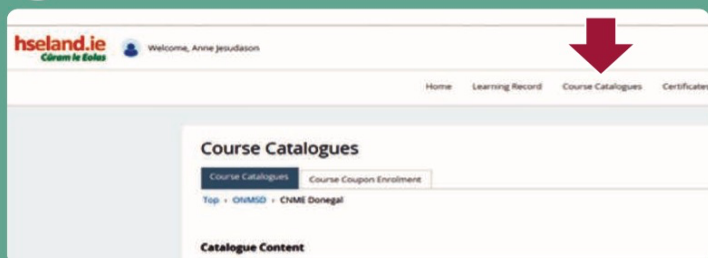 hseland.ie
Cúram le Eolas
Welcome, Anne Jesudason
Home Learning Record Course Catalogues Certificates
Course Catalogues
Course Catalogues Course Coupon Enrolment
Top › ONMSD › CNME Donegal
Catalogue Content